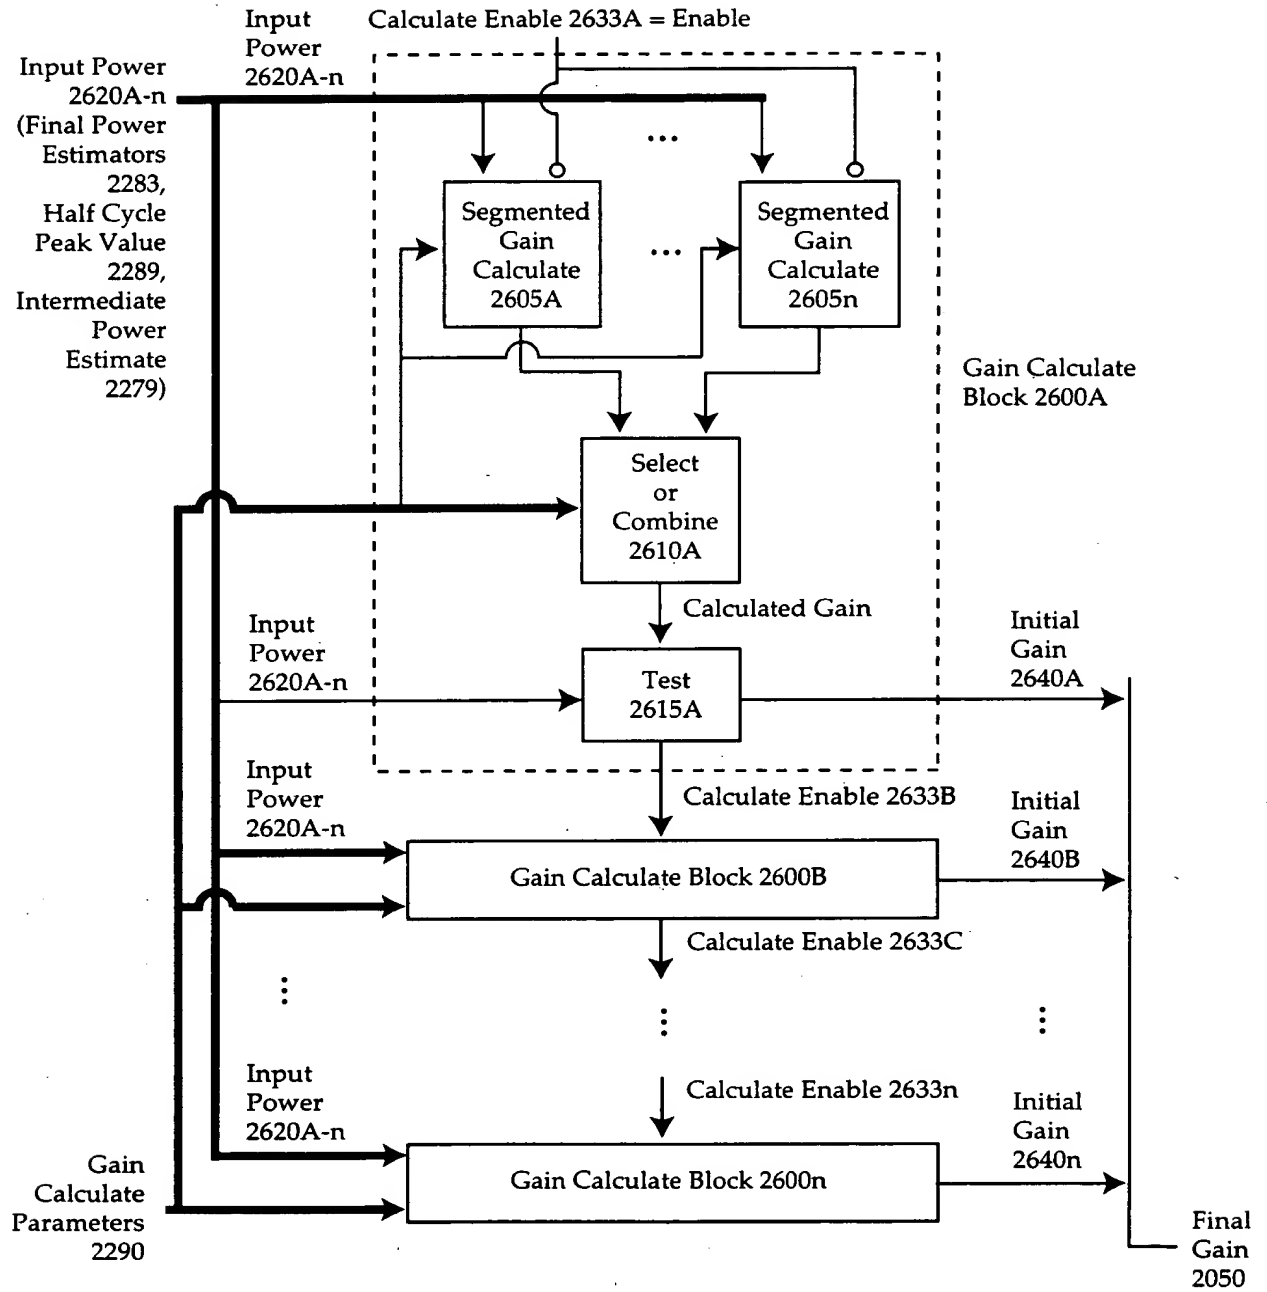 Input
Power
2620A-n
Calculate Enable 2633A = Enable
Input Power
2620A-n
(Final Power
Estimators
2283,
Half Cycle
Peak Value
2289,
Intermediate
Power
Estimate
2279)
...
Segmented
Gain
Calculate
2605A
...
Segmented
Gain
Calculate
2605n
Gain Calculate
Block 2600A
Select
or
Combine
2610A
Calculated Gain
Input
Power
2620A-n
Test
2615A
Initial
Gain
2640A
Input
Power
2620A-n
Calculate Enable 2633B
Initial
Gain
2640B
Gain Calculate Block 2600B
Calculate Enable 2633C
Input
Power
2620A-n
Calculate Enable 2633n
Initial
Gain
2640n
Gain Calculate Block 2600n
Gain
Calculate
Parameters
2290
Final
Gain
2050